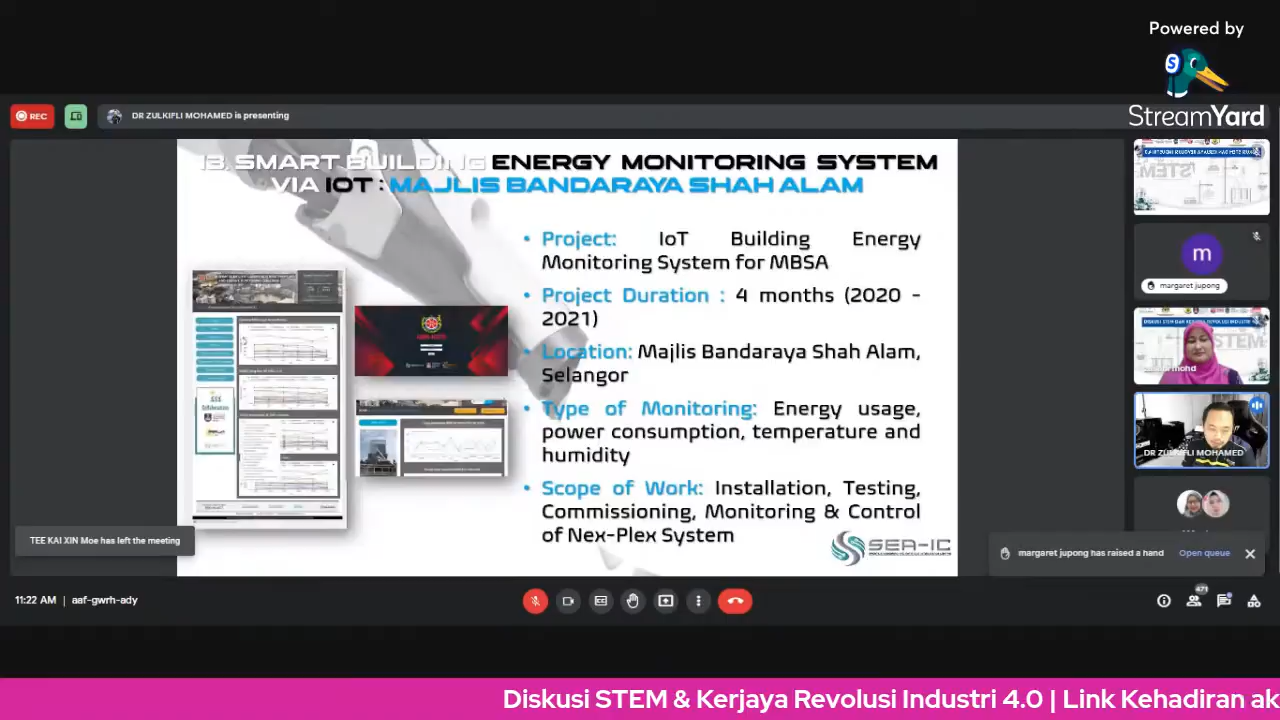 Powered by
StreamYard
REC
DR ZULKIFLI MOHAMED is presenting
13. SMART BUILDING ENERGY MONITORING SYSTEM
VIA IOT : MAJLIS BANDARAYA SHAH ALAM
• Project: IoT Building Energy
Monitoring System for MBSA
• Project Duration : 4 months (2020 -
2021)
• Location: Majlis Bandaraya Shah Alam,
Selangor
• Type of Monitoring: Energy usage,
power consumption, temperature and
humidity
• Scope of Work: Installation, Testing,
Commissioning, Monitoring & Control
of Nex-Plex System
SEA-IC
STEM
m
margaret jupong
DR ZULKIFLI MOHAMED
TEE KAI XIN Moe has left the meeting
margaret jupong has raised a hand
Open queue
11:22 AM | aaf-gwrh-ady
471
Diskusi STEM & Kerjaya Revolusi Industri 4.0 | Link Kehadiran ak